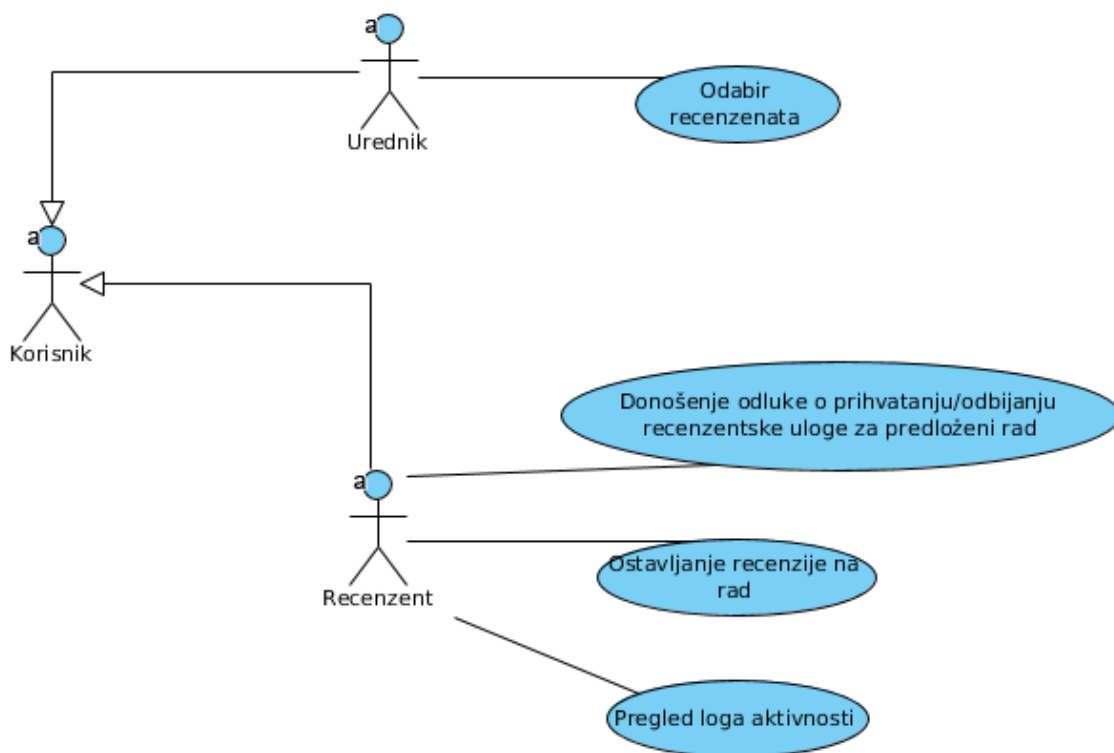 a
Urednik
Odabir
recenzenata
a
Korisnik
Donošenje odluke o prihvatanju/odbijanju
recenzentske uloge za predloženi rad
a
Recenzent
Ostavljanje recenzije na
rad
Pregled loga aktivnosti